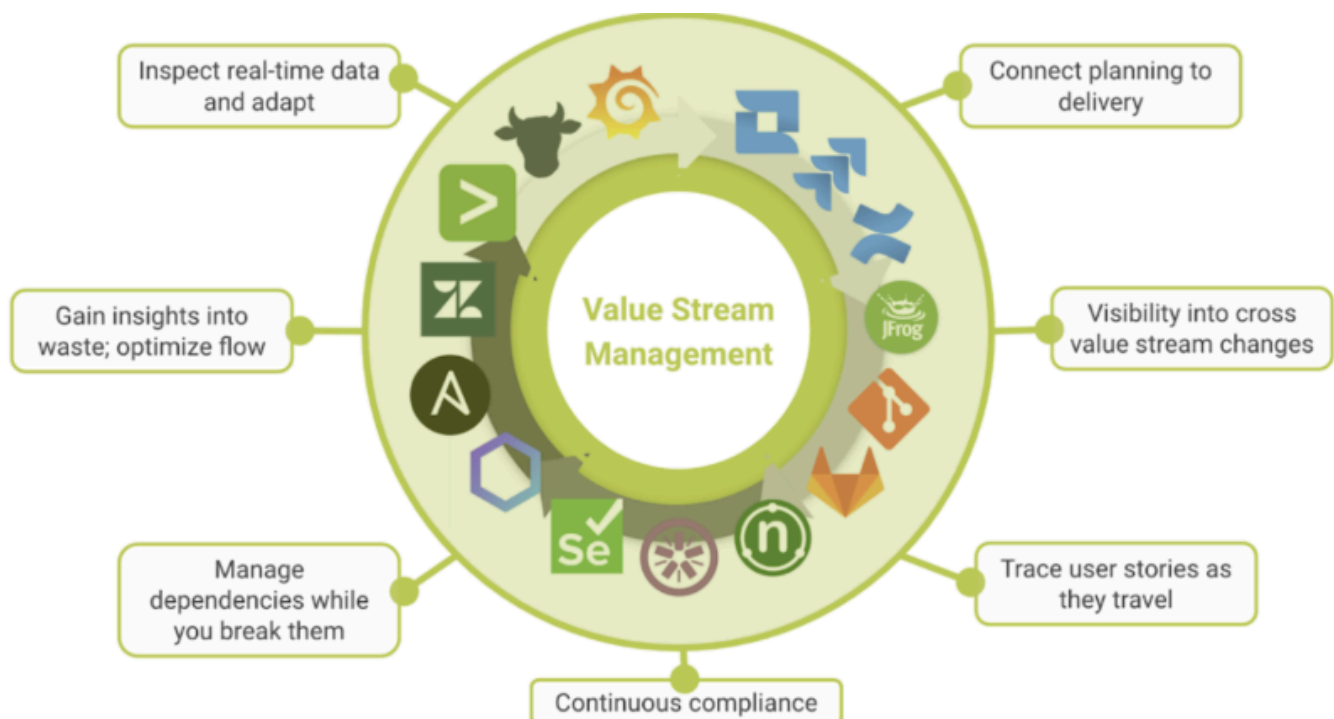 Inspect real-time data
and adapt
Connect planning to
delivery
Value Stream
Management
JFrog
Gain insights into
waste; optimize flow
Visibility into cross
value stream changes
n
Se
Manage
dependencies while
you break them
Trace user stories as
they travel
Continuous compliance